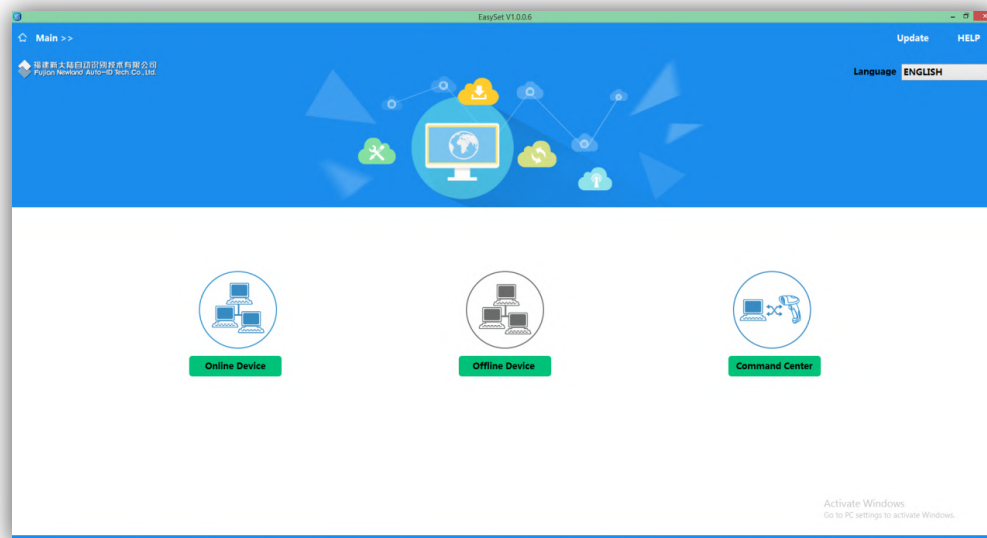 EasySet V1.0.0.6
Main >>
Update
HELP
福建新大陆自动识别技术有限公司
Fujian Newland Auto-ID Tech.Co.,Ltd.
Language
ENGLISH
Online Device
Offline Device
Command Center
Activate Windows
Go to PC settings to activate Windows.